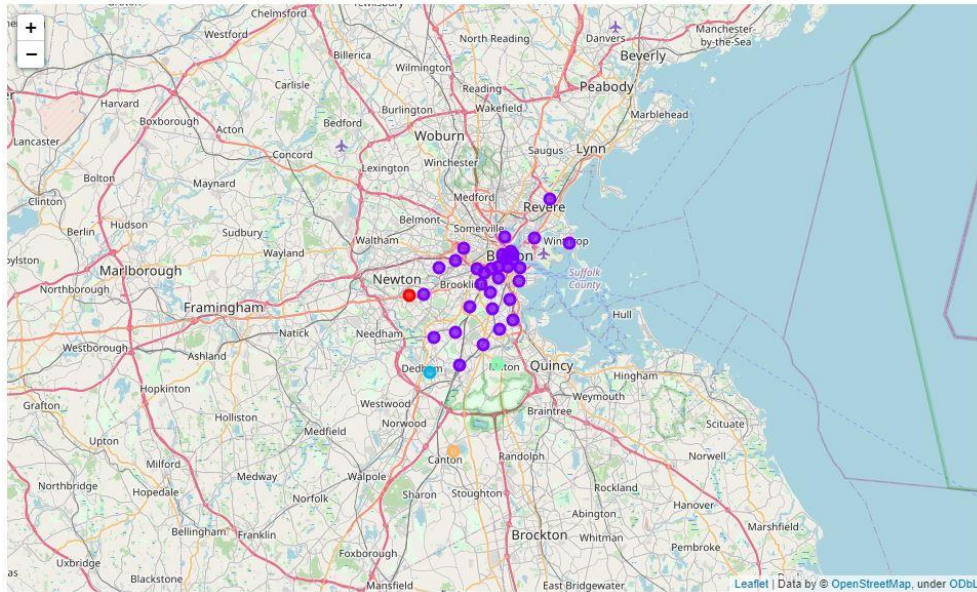 +
−
Chelmsford
Westford
Billerica
North Reading
Danvers
Manchester-
by-the-Sea
Beverly
Wilmington
Reading
Peabody
Carlisle
Harvard
Littleton
Burlington
Wakefield
Marblehead
Boxborough
Acton
Bedford
Woburn
Lancaster
Concord
Winchester
Saugus
Lynn
Lexington
Bolton
Maynard
Medford
Revere
Clinton
Hudson
Sudbury
Belmont
Somerville
Berlin
Wayland
Waltham
Winthrop
Boston
Marlborough
Newton
Brooklin
Suffolk
County
Northborough
Framingham
Natick
Needham
Hull
Westborough
Ashland
Dedham
Milton
Quincy
Hopkinton
Hingham
Grafton
Westwood
Weymouth
Holliston
Norwood
Braintree
Scituate
Upton
Medfield
Canton
Randolph
Norwell
Milford
Medway
Walpole
Northbridge
Hopedale
Norfolk
Sharon
Stoughton
Rockland
Hanover
Abington
Marshfield
Bellingham
Franklin
Brockton
Whitman
Uxbridge
Foxborough
Pembroke
Blackstone
Mansfield
East Bridgewater
Leaflet | Data by © OpenStreetMap, under ODbL